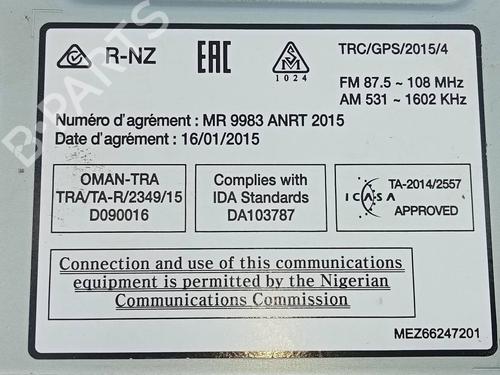 R-NZ
EAC
SM
1024
TRC/GPS/2015/4
FM 87.5 ~ 108 MHz
AM 531 ~ 1602 KHz
Numéro d'agrément : MR 9983 ANRT 2015
Date d'agrément : 16/01/2015
OMAN-TRA
TRA/TA-R/2349/15
D090016
Complies with
IDA Standards
DA103787
ICASA
TA-2014/2557
APPROVED
Connection and use of this communications
equipment is permitted by the Nigerian
Communications Commission
MEZ66247201
B-PARTS